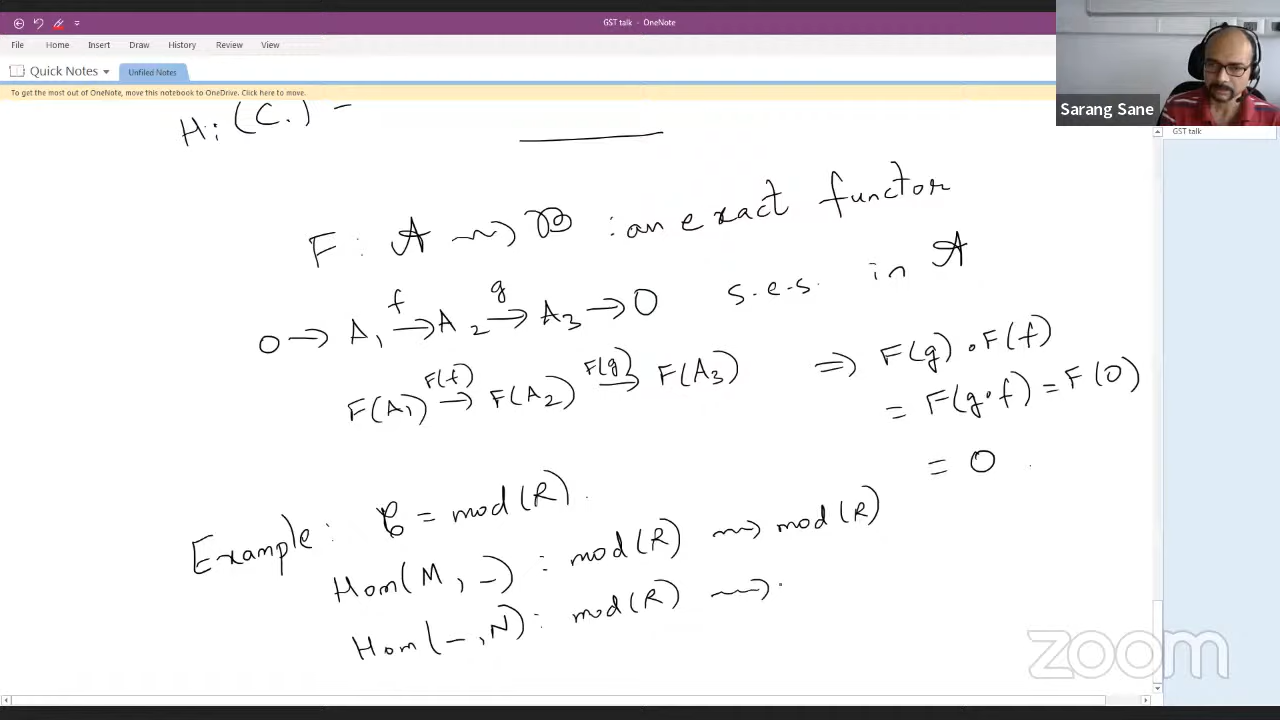 GST talk - OneNote
File Home Insert Draw History Review View
Quick Notes Unfiled Notes
To get the most out of OneNote, move this notebook to OneDrive. Click here to move.
Sarang Sane
GST talk
Hi (C.) =
F : A ⇝ B : an exact functor
0 → A1 →f A2 →g A3 → 0 s.e.s. in A
F(A1) →F(f) F(A2) →F(g) F(A3) ⇒ F(g) ∘ F(f)
= F(g∘f) = F(0)
= 0 .
Example : C = mod(R) .
Hom(M, –) : mod(R) ⇝ mod(R)
Hom(–, N) : mod(R) ⇝
zoom